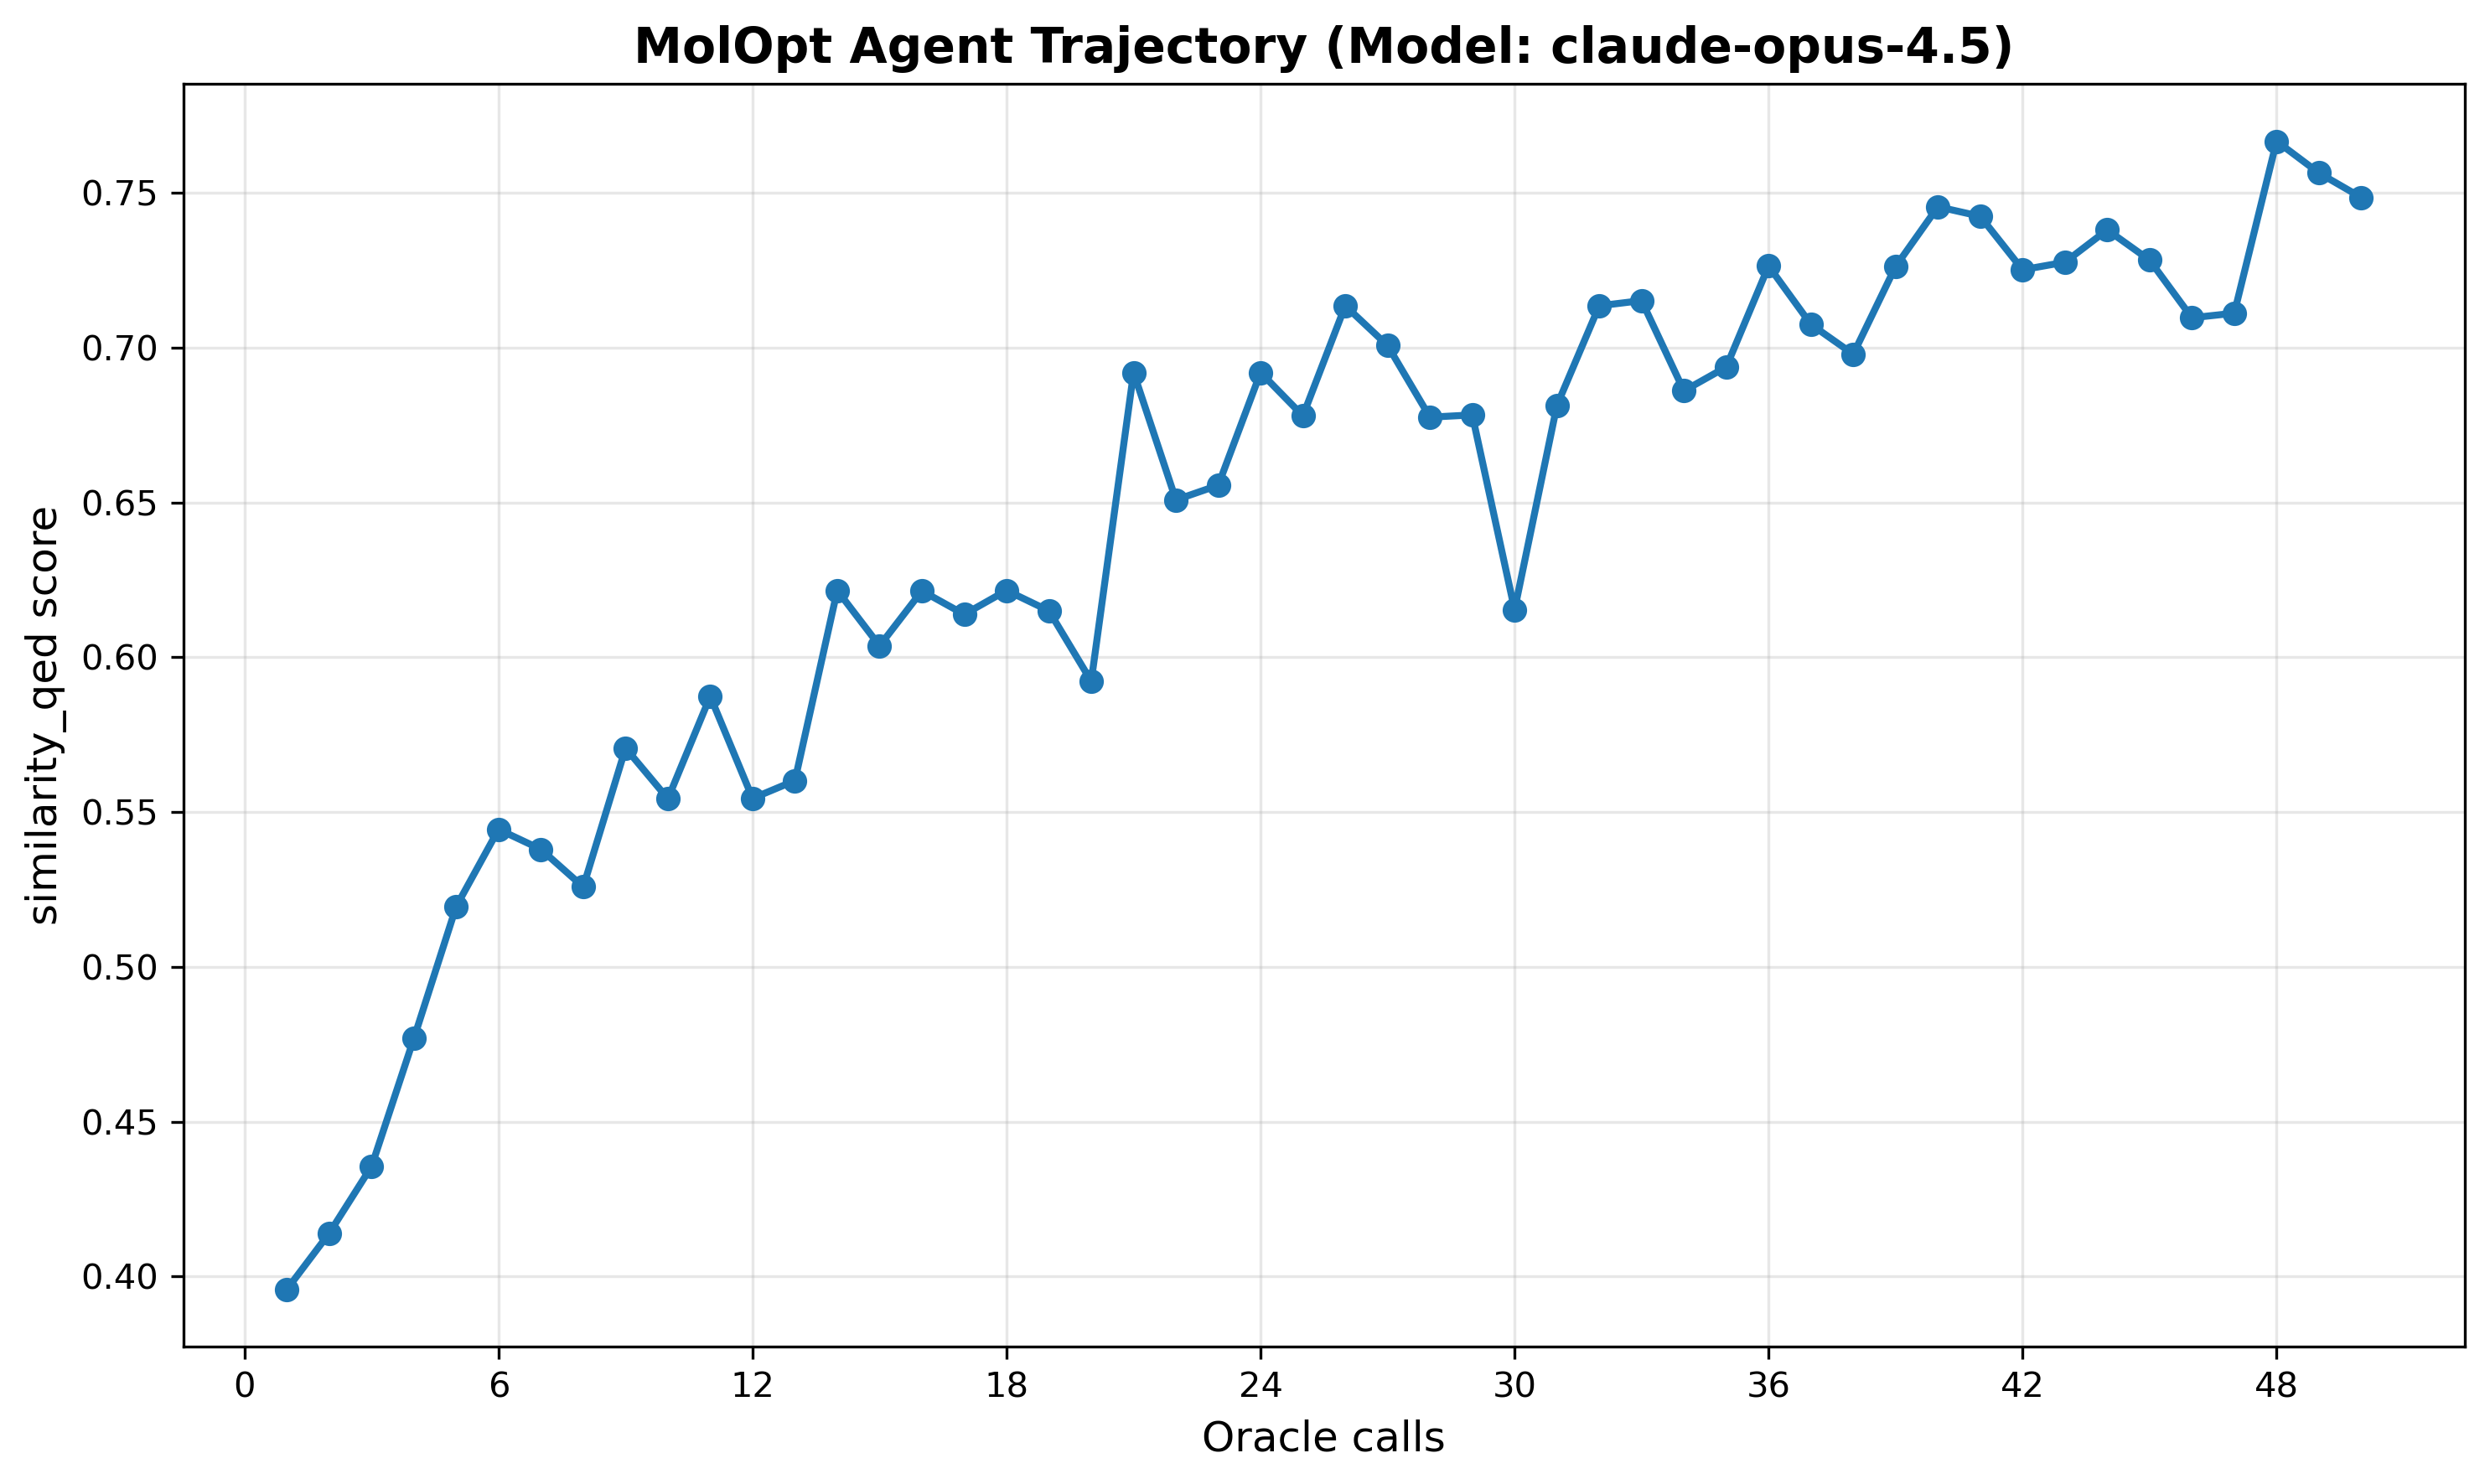 MolOpt Agent Trajectory (Model: claude-opus-4.5)
similarity_qed score
0.75
0.70
0.65
0.60
0.55
0.50
0.45
0.40
0 6 12 18 24 30 36 42 48
Oracle calls